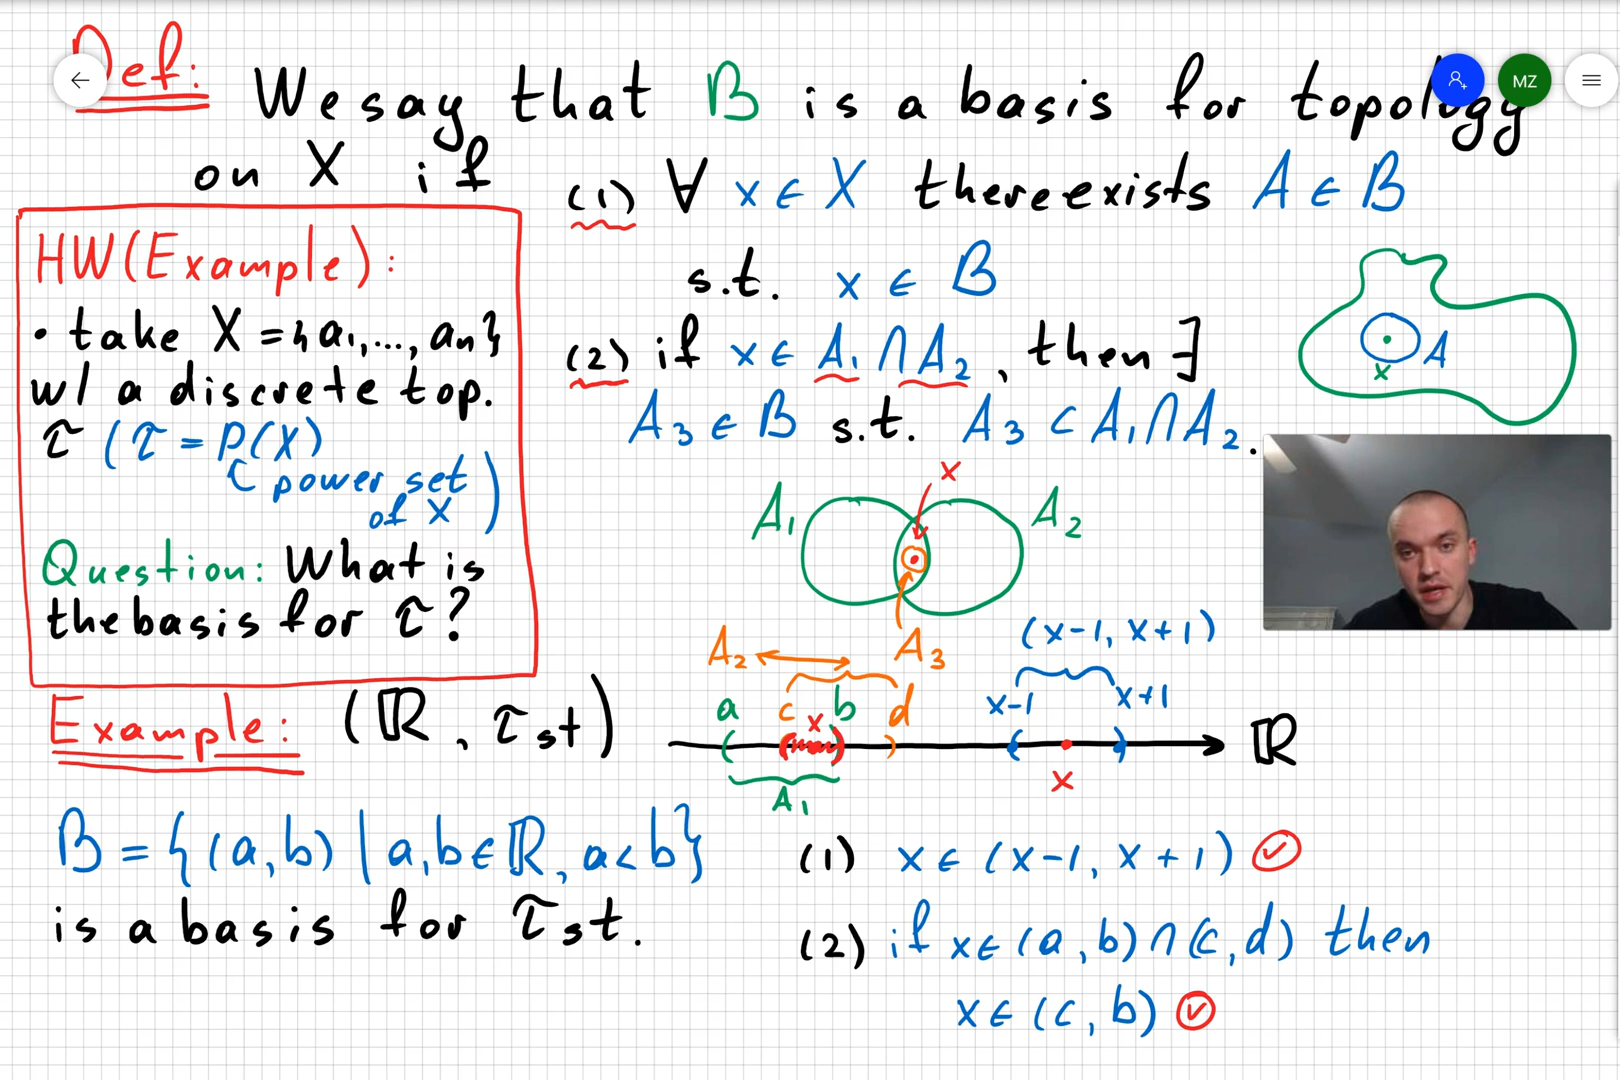 Def: We say that B is a basis for topology
on X if
(1) ∀ x ∈ X there exists A ∈ B
s.t. x ∈ B
(2) if x ∈ A₁ ∩ A₂, then ∃
A₃ ∈ B s.t. A₃ ⊂ A₁ ∩ A₂.
HW (Example):
• take X = {a₁, ..., aₙ}
w/ a discrete top.
τ (τ = P(X)
( power set
of X )
Question: What is
the basis for τ?
A
x
x
A₁
A₂
A₃
Example: (ℝ, τst)
A₂
(x-1, x+1)
a c x b d
x-1 x+1
ℝ
A₁
x
B = {(a, b) | a, b ∈ ℝ, a < b}
is a basis for τst.
(1) x ∈ (x-1, x+1)
(2) if x ∈ (a, b) ∩ (c, d) then
x ∈ (c, b)
MZ